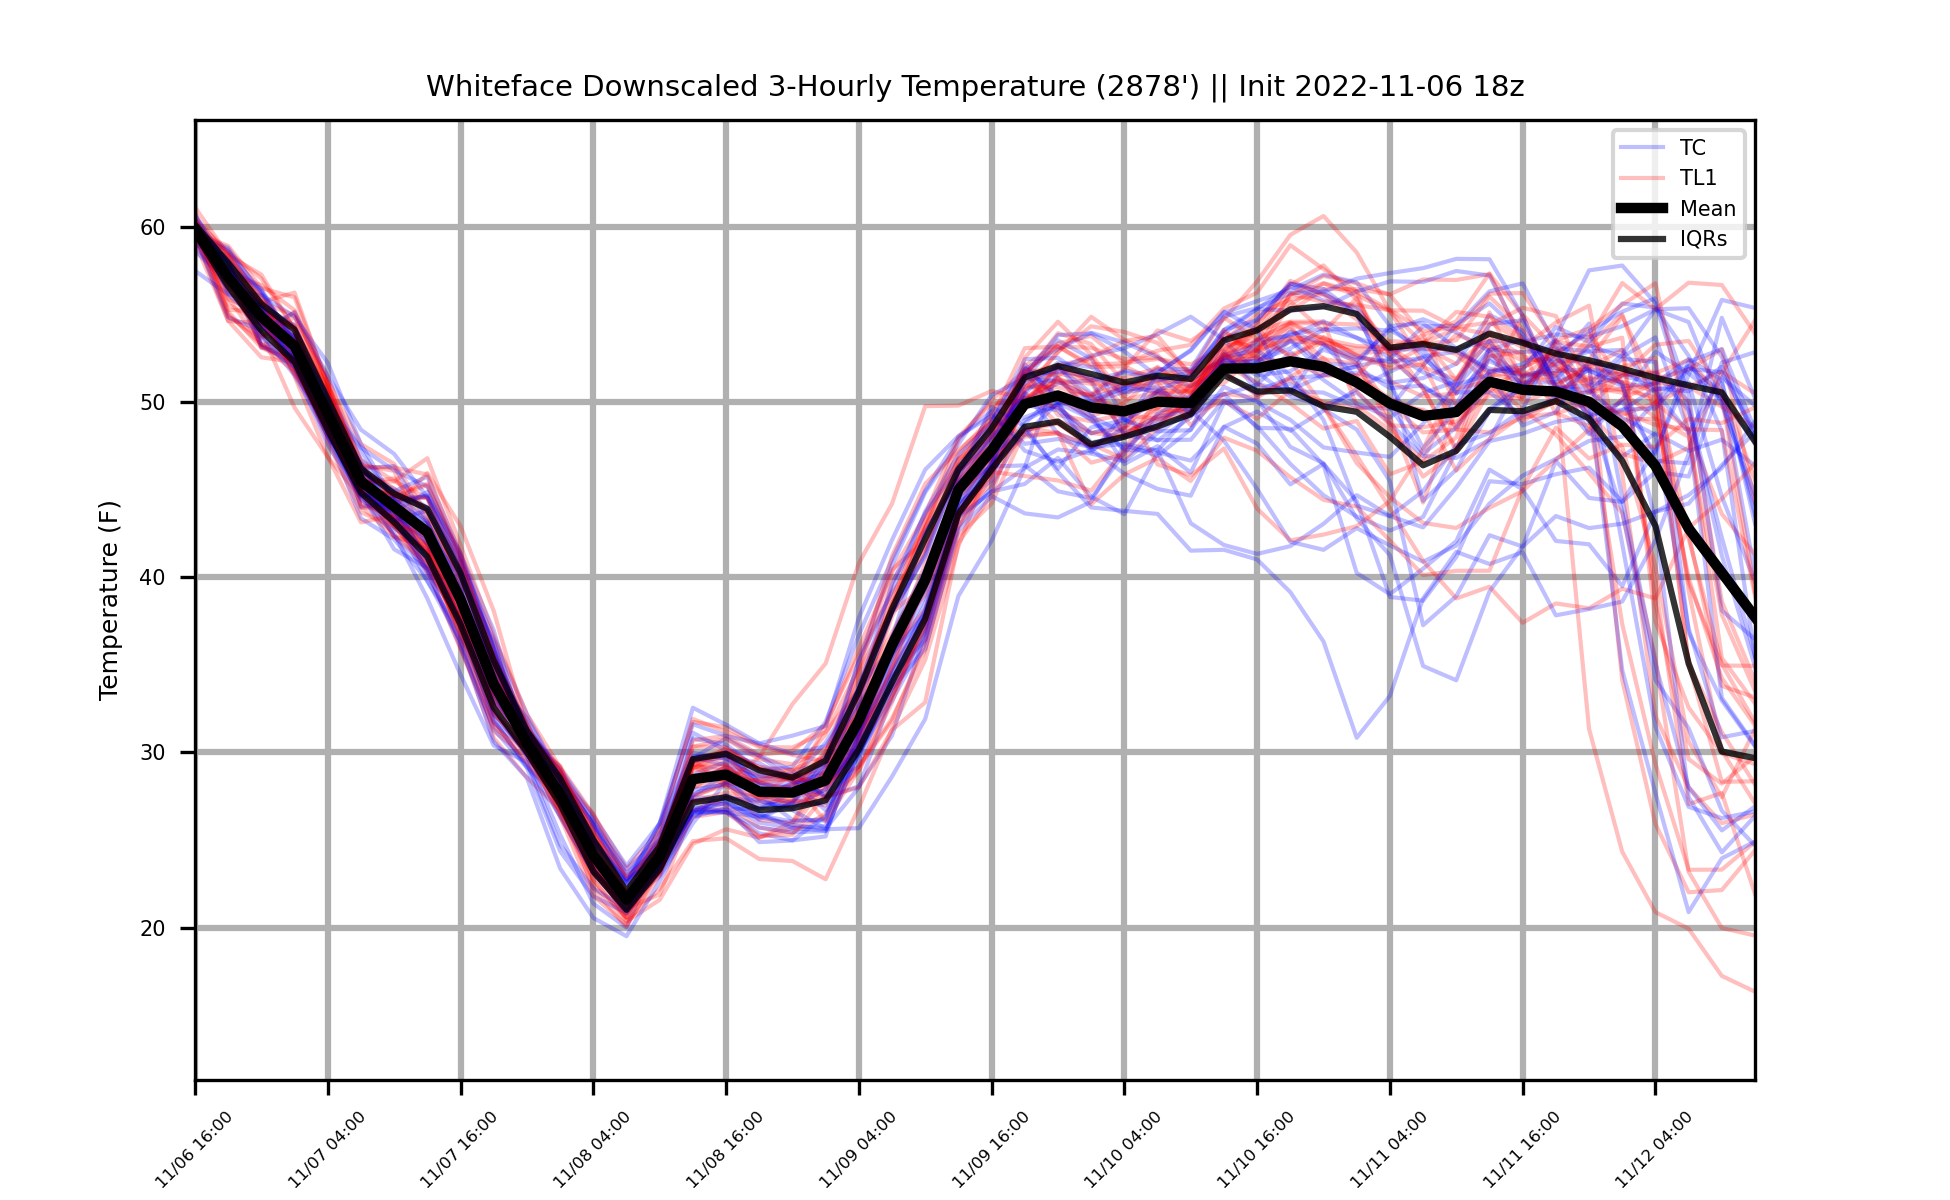 Whiteface Downscaled 3-Hourly Temperature (2878') || Init 2022-11-06 18z
TC
TL1
Mean
IQRs
Temperature (F)
60
50
40
30
20
11/06 16:00
11/07 04:00
11/07 16:00
11/08 04:00
11/08 16:00
11/09 04:00
11/09 16:00
11/10 04:00
11/10 16:00
11/11 04:00
11/11 16:00
11/12 04:00